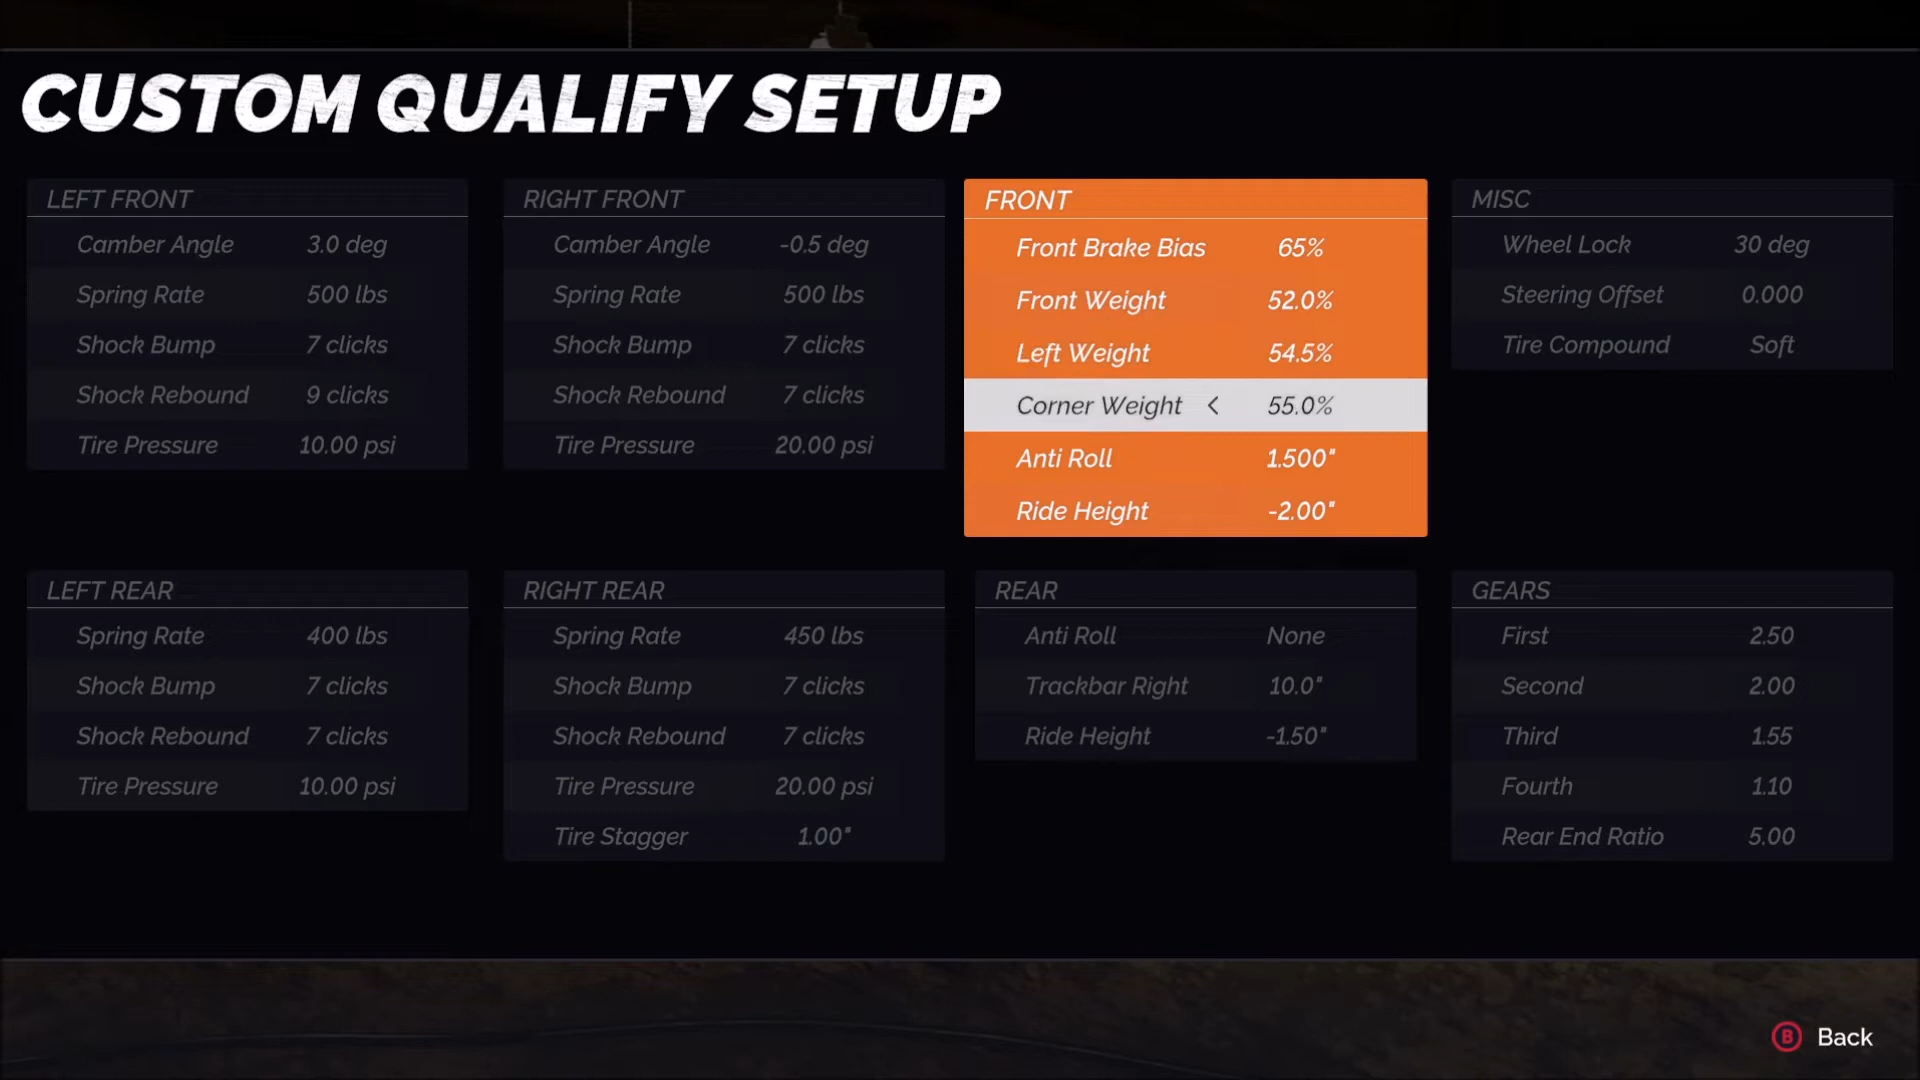 CUSTOM QUALIFY SETUP
LEFT FRONT
Camber Angle 3.0 deg
Spring Rate 500 lbs
Shock Bump 7 clicks
Shock Rebound 9 clicks
Tire Pressure 10.00 psi
RIGHT FRONT
Camber Angle -0.5 deg
Spring Rate 500 lbs
Shock Bump 7 clicks
Shock Rebound 7 clicks
Tire Pressure 20.00 psi
FRONT
Front Brake Bias 65%
Front Weight 52.0%
Left Weight 54.5%
Corner Weight < 55.0%
Anti Roll 1.500"
Ride Height -2.00"
MISC
Wheel Lock 30 deg
Steering Offset 0.000
Tire Compound Soft
LEFT REAR
Spring Rate 400 lbs
Shock Bump 7 clicks
Shock Rebound 7 clicks
Tire Pressure 10.00 psi
RIGHT REAR
Spring Rate 450 lbs
Shock Bump 7 clicks
Shock Rebound 7 clicks
Tire Pressure 20.00 psi
Tire Stagger 1.00"
REAR
Anti Roll None
Trackbar Right 10.0"
Ride Height -1.50"
GEARS
First 2.50
Second 2.00
Third 1.55
Fourth 1.10
Rear End Ratio 5.00
B Back